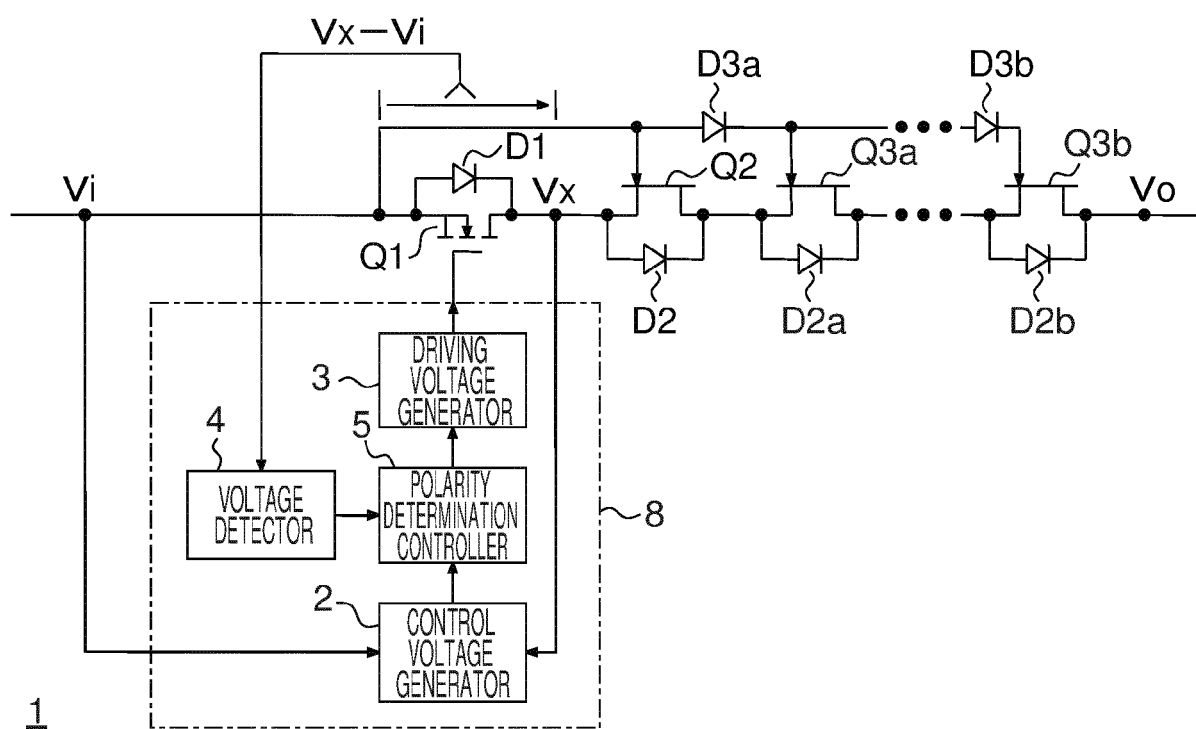 Vx−Vi
D3a
D3b
D1
Q2
Q3a
Q3b
Vi
Vx
Vo
Q1
D2
D2a
D2b
DRIVING
VOLTAGE
GENERATOR
3
4
5
VOLTAGE
DETECTOR
POLARITY
DETERMINATION
CONTROLLER
8
2
CONTROL
VOLTAGE
GENERATOR
1